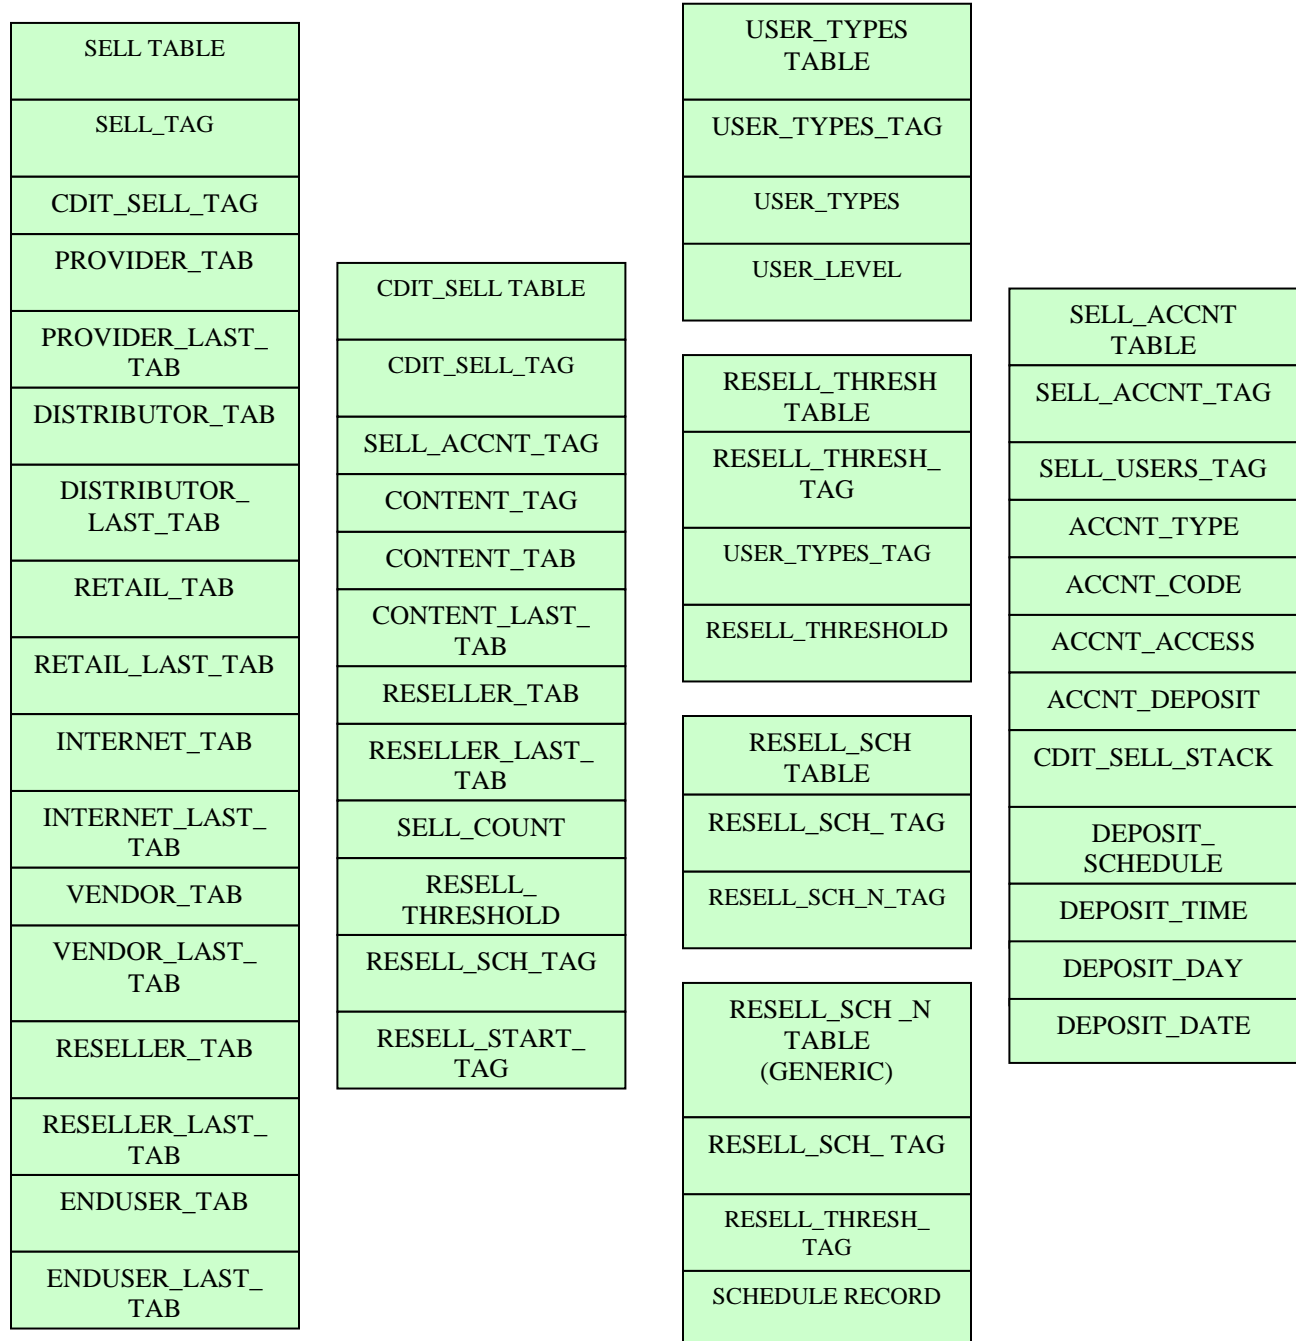 SELL TABLE
SELL_TAG
CDIT_SELL_TAG
PROVIDER_TAB
PROVIDER_LAST_
TAB
DISTRIBUTOR_TAB
DISTRIBUTOR_
LAST_TAB
RETAIL_TAB
RETAIL_LAST_TAB
INTERNET_TAB
INTERNET_LAST_
TAB
VENDOR_TAB
VENDOR_LAST_
TAB
RESELLER_TAB
RESELLER_LAST_
TAB
ENDUSER_TAB
ENDUSER_LAST_
TAB
CDIT_SELL TABLE
CDIT_SELL_TAG
SELL_ACCNT_TAG
CONTENT_TAG
CONTENT_TAB
CONTENT_LAST_
TAB
RESELLER_TAB
RESELLER_LAST_
TAB
SELL_COUNT
RESELL_
THRESHOLD
RESELL_SCH_TAG
RESELL_START_
TAG
USER_TYPES
TABLE
USER_TYPES_TAG
USER_TYPES
USER_LEVEL
RESELL_THRESH
TABLE
RESELL_THRESH_
TAG
USER_TYPES_TAG
RESELL_THRESHOLD
RESELL_SCH
TABLE
RESELL_SCH_ TAG
RESELL_SCH_N_TAG
RESELL_SCH _N
TABLE
(GENERIC)
RESELL_SCH_ TAG
RESELL_THRESH_
TAG
SCHEDULE RECORD
SELL_ACCNT
TABLE
SELL_ACCNT_TAG
SELL_USERS_TAG
ACCNT_TYPE
ACCNT_CODE
ACCNT_ACCESS
ACCNT_DEPOSIT
CDIT_SELL_STACK
DEPOSIT_
SCHEDULE
DEPOSIT_TIME
DEPOSIT_DAY
DEPOSIT_DATE